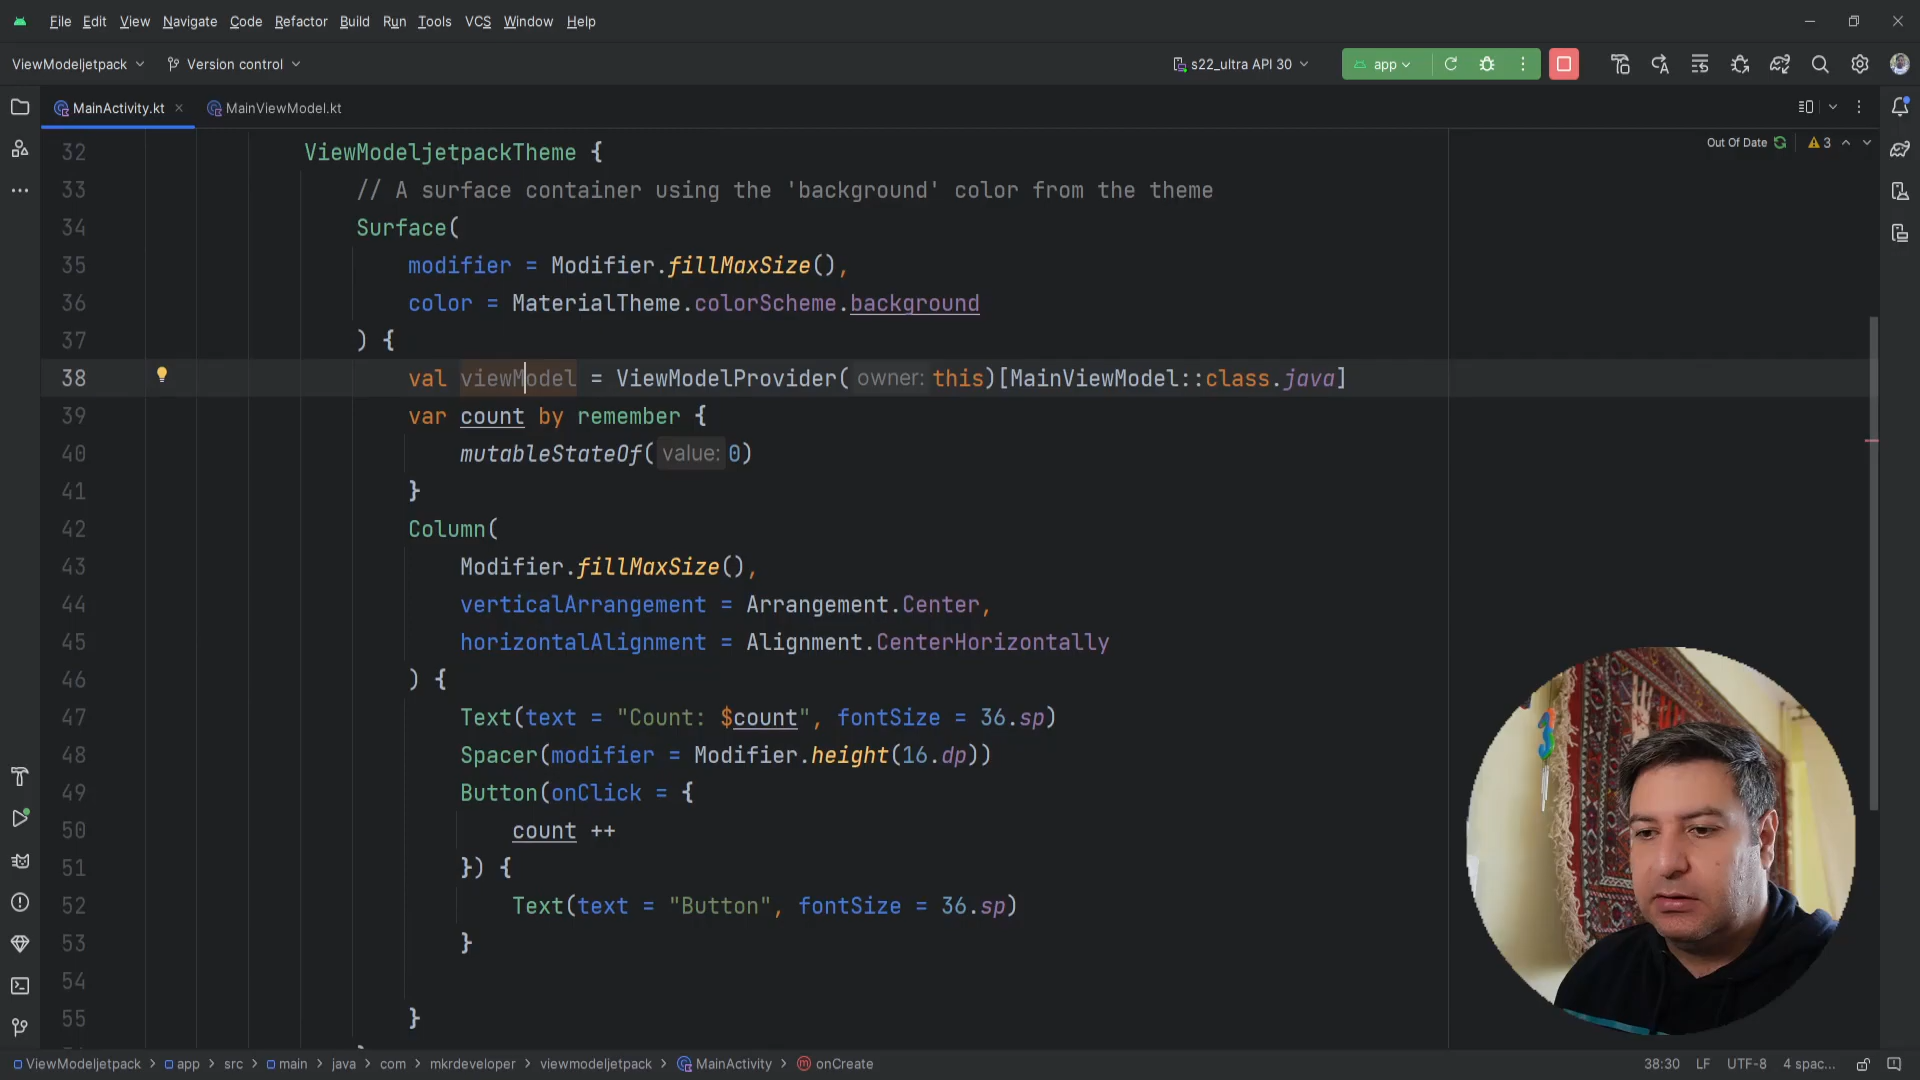 File Edit View Navigate Code Refactor Build Run Tools VCS Window Help
ViewModeljetpack Version control s22_ultra API 30 app
MainActivity.kt MainViewModel.kt
Out Of Date 3
32 ViewModeljetpackTheme {
33 // A surface container using the 'background' color from the theme
34 Surface(
35 modifier = Modifier.fillMaxSize(),
36 color = MaterialTheme.colorScheme.background
37 ) {
38 val viewModel = ViewModelProvider( owner: this)[MainViewModel::class.java]
39 var count by remember {
40 mutableStateOf( value: 0)
41 }
42 Column(
43 Modifier.fillMaxSize(),
44 verticalArrangement = Arrangement.Center,
45 horizontalAlignment = Alignment.CenterHorizontally
46 ) {
47 Text(text = "Count: $count", fontSize = 36.sp)
48 Spacer(modifier = Modifier.height(16.dp))
49 Button(onClick = {
50 count ++
51 }) {
52 Text(text = "Button", fontSize = 36.sp)
53 }
54
55 }
ViewModeljetpack > app > src > main > java > com > mkrdeveloper > viewmodeljetpack > MainActivity > onCreate 38:30 LF UTF-8 4 spac...